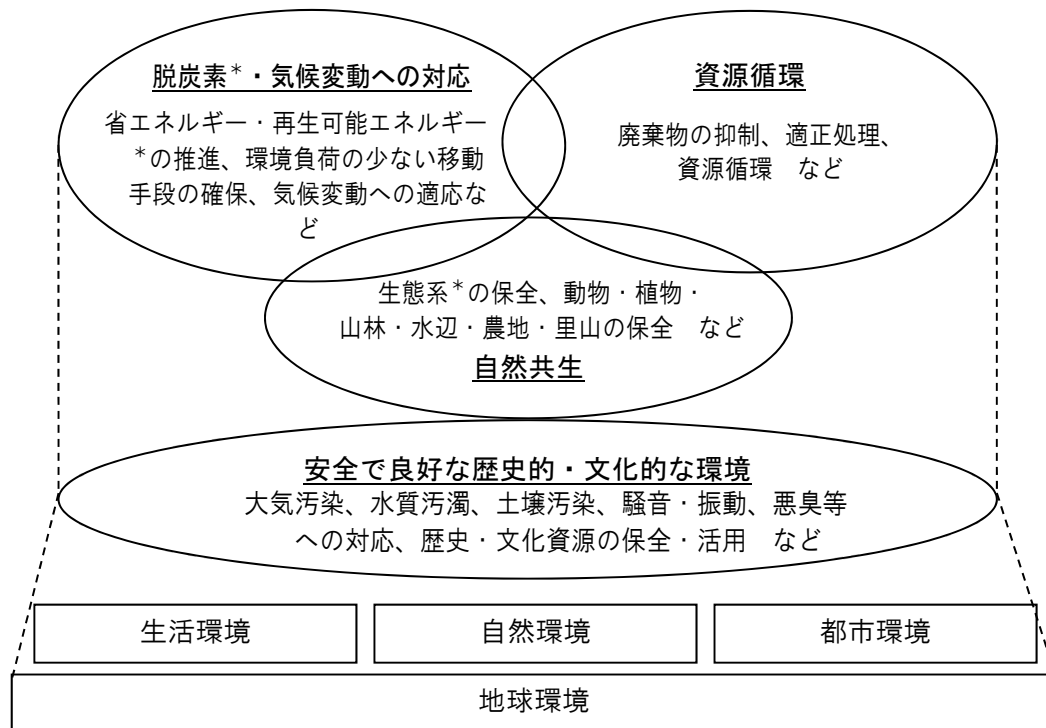 脱炭素＊・気候変動への対応
省エネルギー・再生可能エネルギー
＊の推進、環境負荷の少ない移動
手段の確保、気候変動への適応な
ど
資源循環
廃棄物の抑制、適正処理、
資源循環　など
生態系＊の保全、動物・植物・
山林・水辺・農地・里山の保全　など
自然共生
安全で良好な歴史的・文化的な環境
大気汚染、水質汚濁、土壌汚染、騒音・振動、悪臭等
への対応、歴史・文化資源の保全・活用　など
生活環境
自然環境
都市環境
地球環境